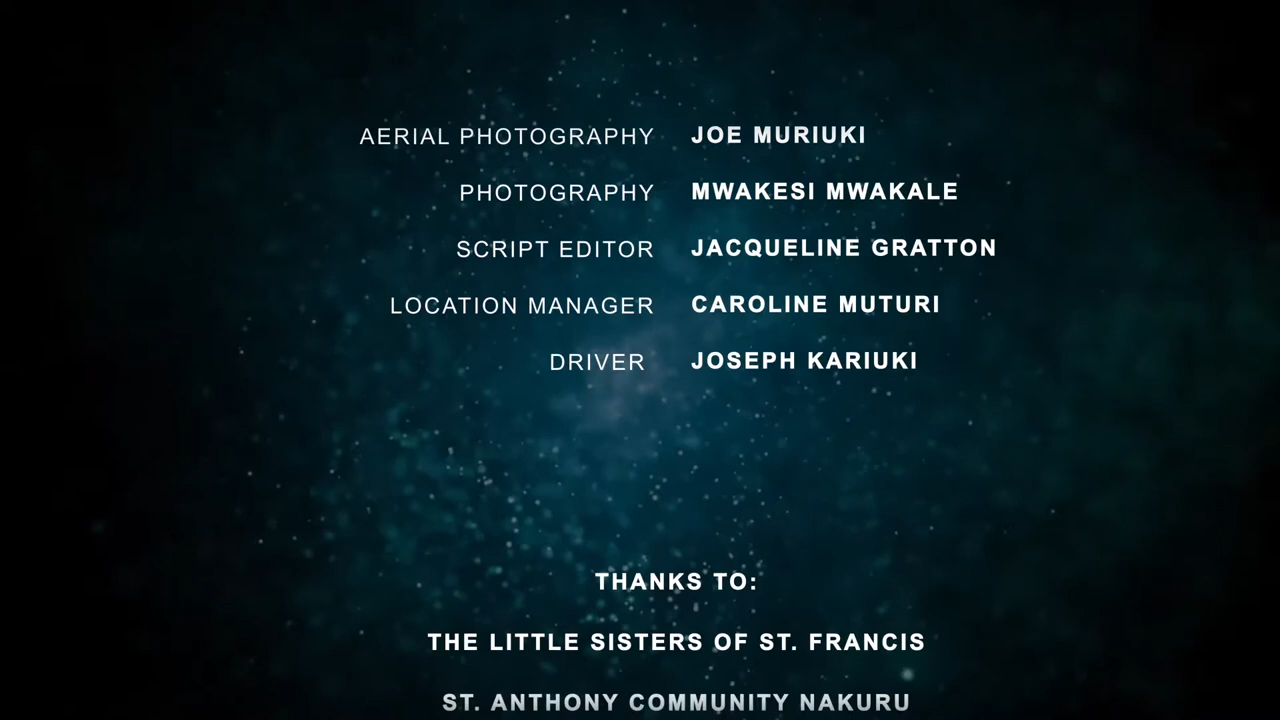 AERIAL PHOTOGRAPHY JOE MURIUKI
PHOTOGRAPHY MWAKESI MWAKALE
SCRIPT EDITOR JACQUELINE GRATTON
LOCATION MANAGER CAROLINE MUTURI
DRIVER JOSEPH KARIUKI
THANKS TO:
THE LITTLE SISTERS OF ST. FRANCIS
ST. ANTHONY COMMUNITY NAKURU